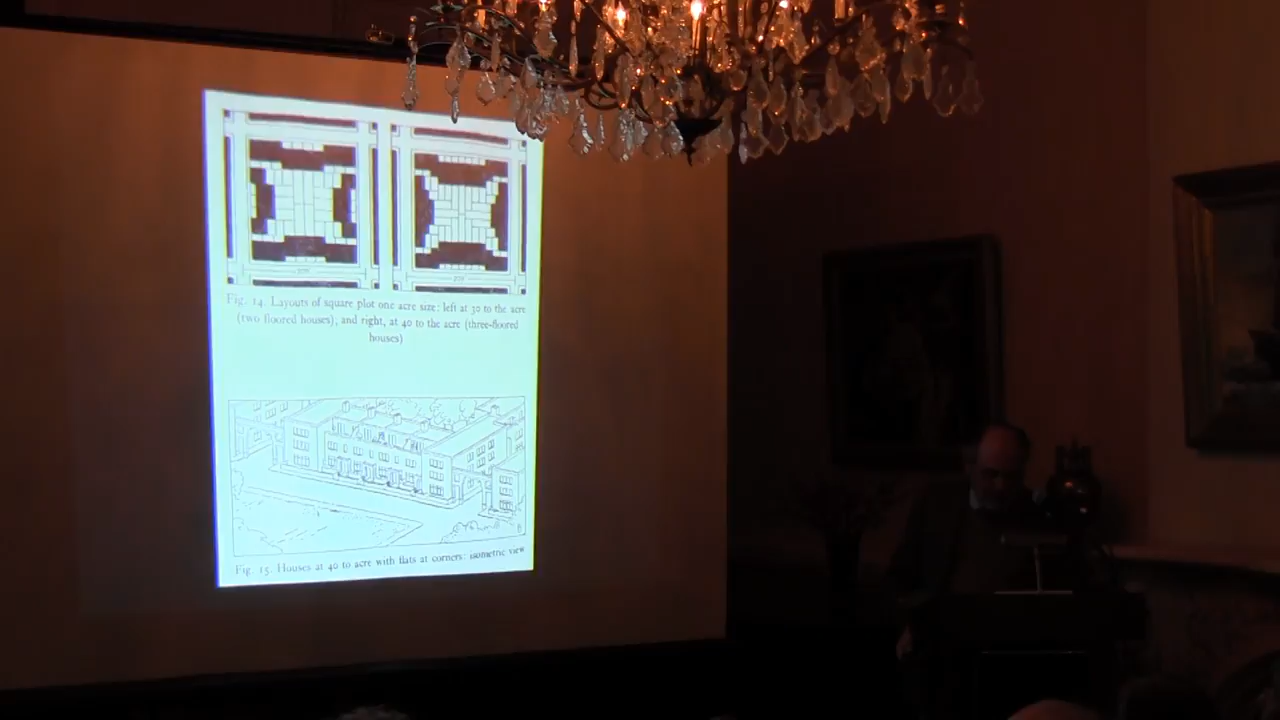 Fig. 14. Layouts of square plot one acre size: left at 30 to the acre
(two floored houses), and right, at 40 to the acre (three-floored
houses)
Fig. 15. Houses at 40 to acre with flats at corners: isometric view